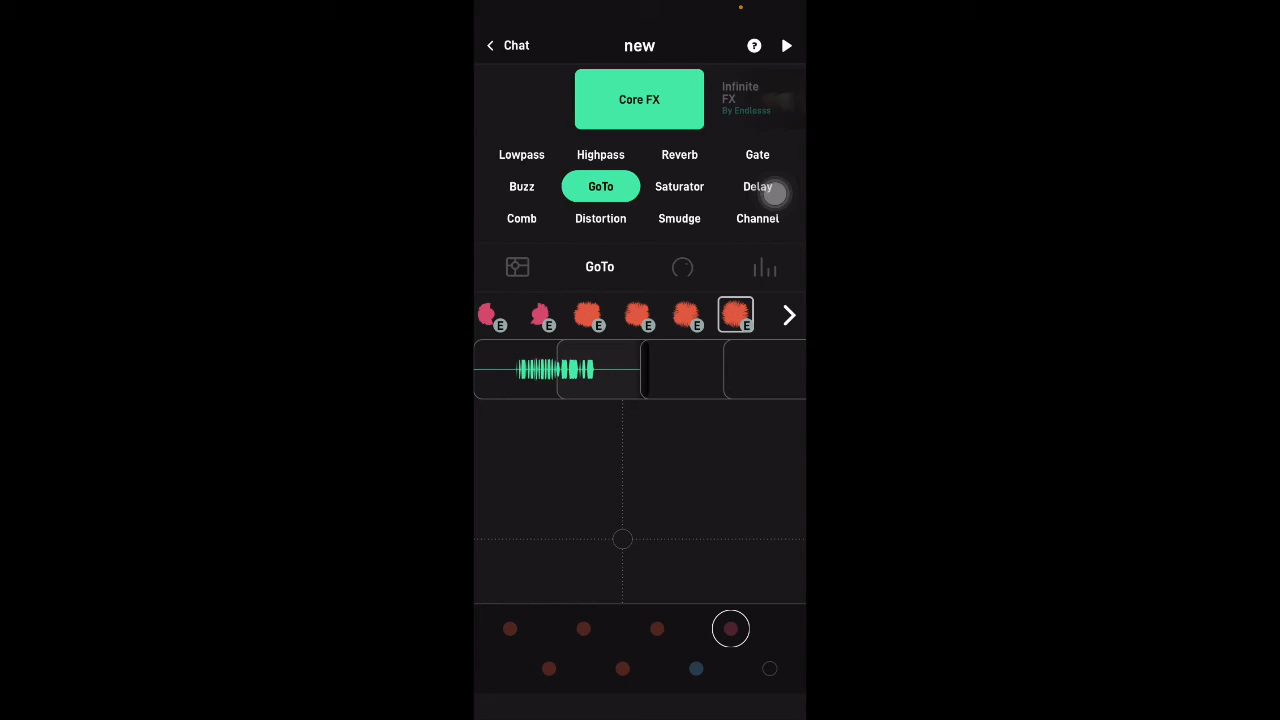 Chat
new
?
Core FX
Infinite
FX
By Endlesss
Lowpass
Highpass
Reverb
Gate
Buzz
GoTo
Saturator
Delay
Comb
Distortion
Smudge
Channel
GoTo
E
E
E
E
E
E